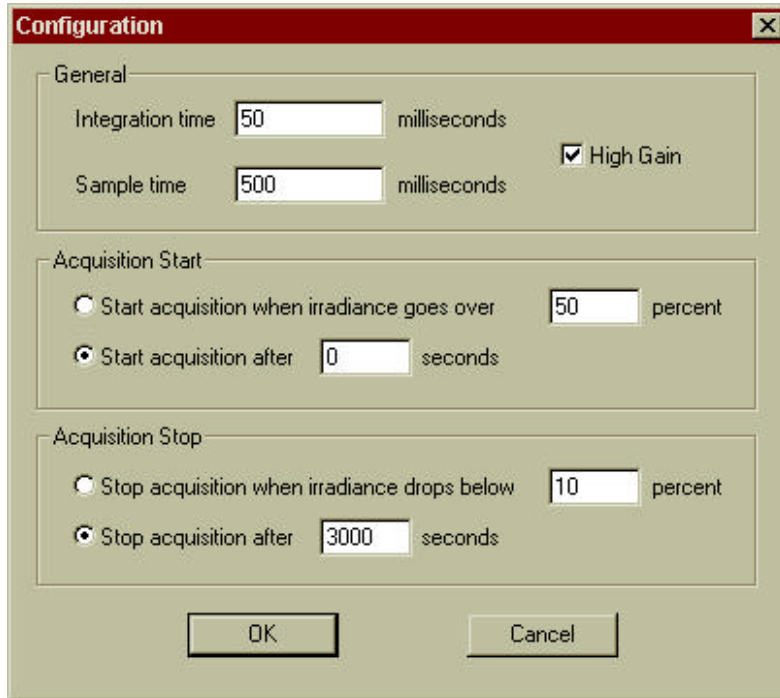 Configuration
General
Integration time 50 milliseconds
High Gain
Sample time 500 milliseconds
Acquisition Start
Start acquisition when irradiance goes over 50 percent
Start acquisition after 0 seconds
Acquisition Stop
Stop acquisition when irradiance drops below 10 percent
Stop acquisition after 3000 seconds
OK Cancel